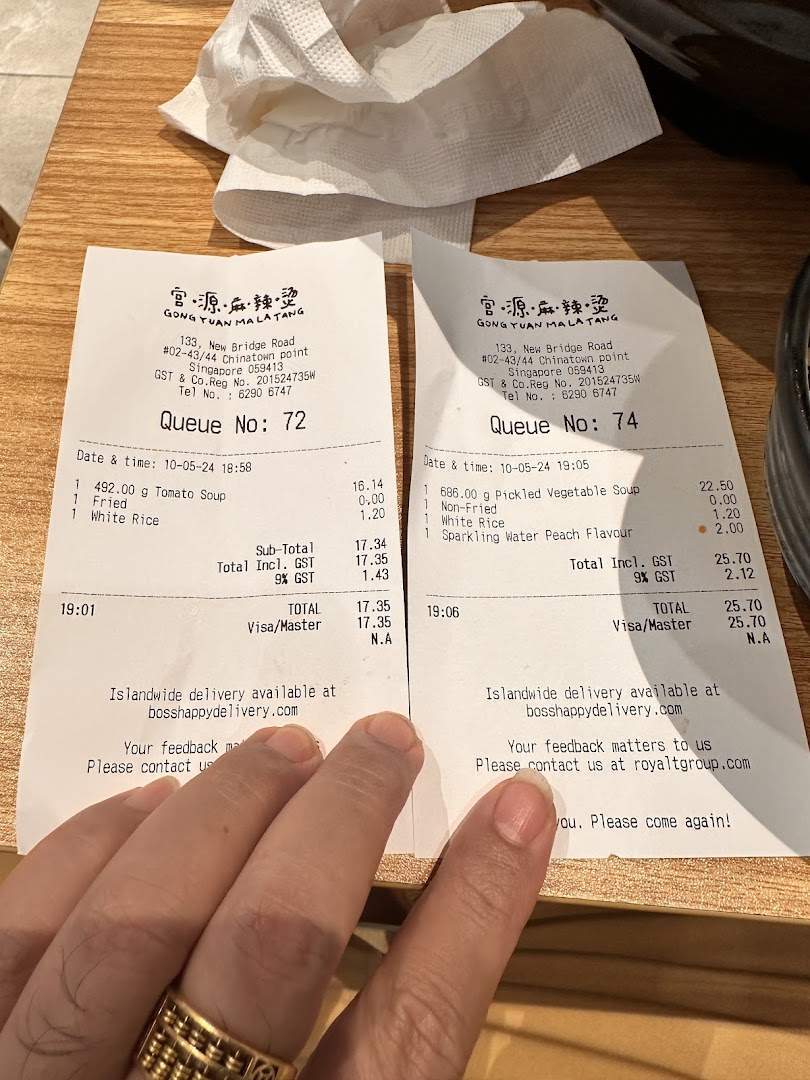 宫·源·麻·辣·烫
GONG YUAN MALA TANG
133, New Bridge Road
#02-43/44 Chinatown point
Singapore 059413
GST & Co.Reg No. 201524735W
Tel No. : 6290 6747
Queue No: 72
Date & time: 10-05-24 18:58
1 492.00 g Tomato Soup 16.14
1 Fried 0.00
1 White Rice 1.20
Sub-Total 17.34
Total Incl. GST 17.35
9% GST 1.43
19:01 TOTAL 17.35
Visa/Master 17.35
N.A
Islandwide delivery available at
bosshappydelivery.com
Your feedback
Please contact us
宫·源·麻·辣·烫
GONG YUAN MALA TANG
133, New Bridge Road
#02-43/44 Chinatown point
Singapore 059413
GST & Co.Reg No. 201524735W
Tel No. : 6290 6747
Queue No: 74
Date & time: 10-05-24 19:05
1 686.00 g Pickled Vegetable Soup 22.50
1 Non-Fried 0.00
1 White Rice 1.20
1 Sparkling Water Peach Flavour 2.00
Total Incl. GST 25.70
9% GST 2.12
19:06 TOTAL 25.70
Visa/Master 25.70
N.A
Islandwide delivery available at
bosshappydelivery.com
Your feedback matters to us
Please contact us at royaltgroup.com
you. Please come again!